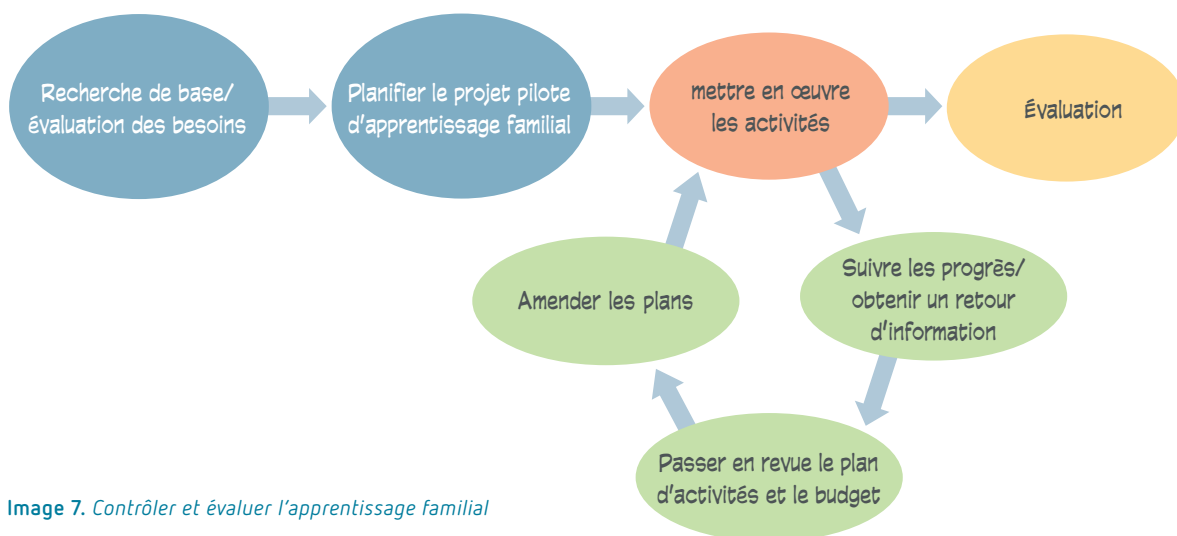 Recherche de base/
évaluation des besoins
Planifier le projet pilote
d'apprentissage familial
mettre en œuvre
les activités
Évaluation
Amender les plans
Suivre les progrès/
obtenir un retour
d'information
Passer en revue le plan
d'activités et le budget
Image 7. Contrôler et évaluer l'apprentissage familial